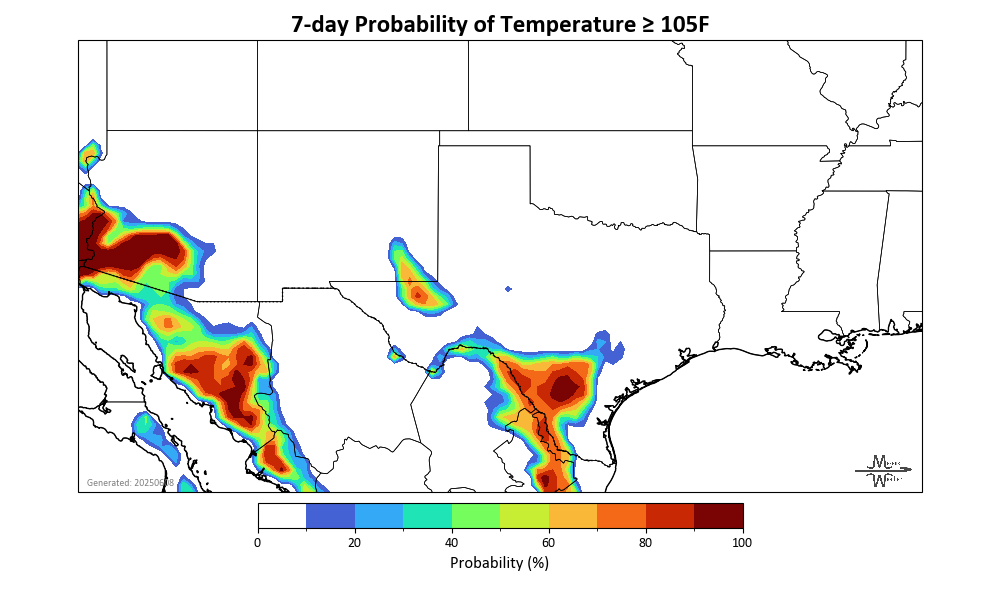 7-day Probability of Temperature ≥ 105F
Generated: 20250608
0 20 40 60 80 100
Probability (%)